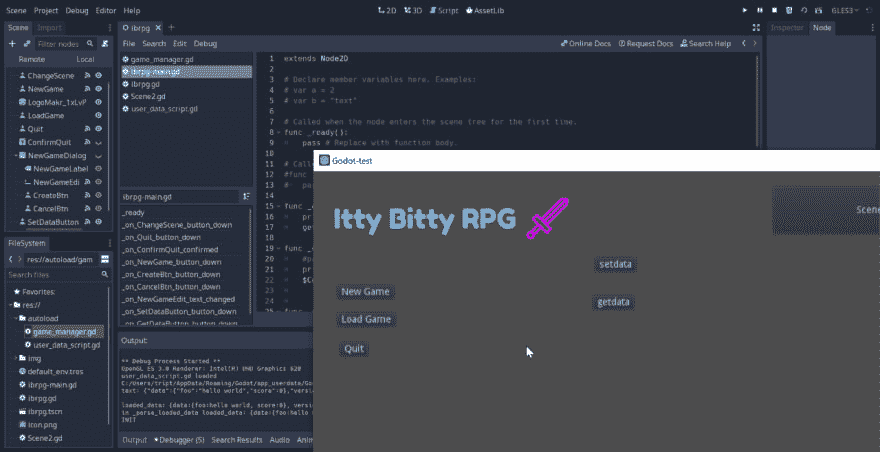 Scene Project Debug Editor Help
2D 3D Script AssetLib
GLES3
Scene Import
Filter nodes
Remote Local
ChangeScene
NewGame
LogoMakr_1xLvP
LoadGame
Quit
ConfirmQuit
NewGameDialog
NewGameLabel
NewGameEdi
CreateBtn
CancelBtn
SetDataButton
FileSystem
res://autoload/gam
Search files
Favorites:
res://
autoload
game_manager.gd
user_data_script.gd
img
default_env.tres
ibrpg-main.gd
ibrpg.gd
ibrpg.tscn
icon.png
Scene2.gd
ibrpg
File Search Edit Debug
Online Docs Request Docs Search Help
game_manager.gd
ibrpg-main.gd
ibrpg.gd
Scene2.gd
user_data_script.gd
ibrpg-main.gd
_ready
_on_ChangeScene_button_down
_on_Quit_button_down
_on_ConfirmQuit_confirmed
_on_NewGame_button_down
_on_CreateBtn_button_down
_on_CancelBtn_button_down
_on_NewGameEdit_text_changed
_on_SetDataButton_button_down
_on_GetDataButton_button_down
1 extends Node2D
2
3 # Declare member variables here. Examples:
4 # var a = 2
5 # var b = "text"
6
7 # Called when the node enters the scene tree for the first time.
8 func _ready():
9 pass # Replace with function body.
10
11 # Call
12 #func
13 # pa
14
15 func _
16 pr
17 ge
18
19 func _
20 #p
21 pr
22 $C
Inspector Node
Output:
** Debug Process Started **
OpenGL ES 3.0 Renderer: Intel(R) UHD Graphics 620
user_data_script.gd loaded
C:/Users/tript/AppData/Roaming/Godot/app_userdata/Go
text: {"data":{"foo":"hello world","score":0},"versi
loaded_data: {data:{foo:hello world, score:0}, versi
in _parse_loaded_data loaded_data: {data:{foo:hello
INIT
Output Debugger (5) Search Results Audio Anim
Godot-test
Itty Bitty RPG
Scene
setdata
getdata
New Game
Load Game
Quit